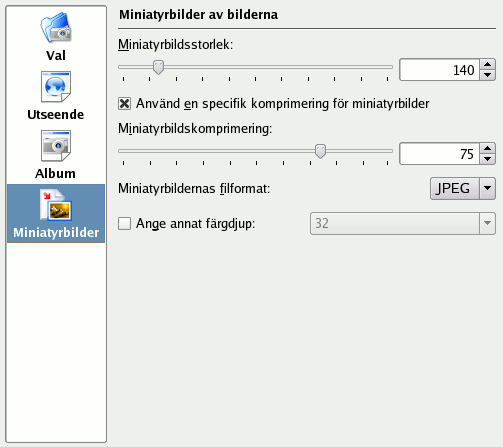 Val
Utseende
Album
Miniatyrbilder
Miniatyrbilder av bilderna
Miniatyrbildsstorlek:
140
Använd en specifik komprimering för miniatyrbilder
Miniatyrbildskomprimering:
75
Miniatyrbildernas filformat:
JPEG
Ange annat färgdjup:
32